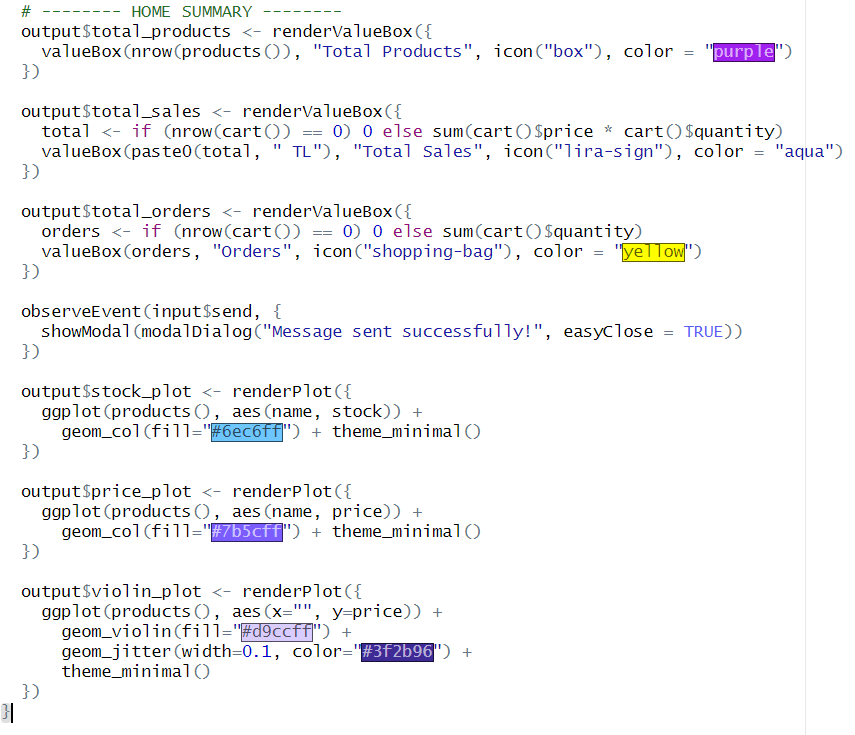 # -------- HOME SUMMARY --------
output$total_products <- renderValueBox({
  valueBox(nrow(products()), "Total Products", icon("box"), color = "purple")
})

output$total_sales <- renderValueBox({
  total <- if (nrow(cart()) == 0) 0 else sum(cart()$price * cart()$quantity)
  valueBox(paste0(total, " TL"), "Total Sales", icon("lira-sign"), color = "aqua")
})

output$total_orders <- renderValueBox({
  orders <- if (nrow(cart()) == 0) 0 else sum(cart()$quantity)
  valueBox(orders, "Orders", icon("shopping-bag"), color = "yellow")
})

observeEvent(input$send, {
  showModal(modalDialog("Message sent successfully!", easyClose = TRUE))
})

output$stock_plot <- renderPlot({
  ggplot(products(), aes(name, stock)) +
    geom_col(fill="#6ec6ff") + theme_minimal()
})

output$price_plot <- renderPlot({
  ggplot(products(), aes(name, price)) +
    geom_col(fill="#7b5cff") + theme_minimal()
})

output$violin_plot <- renderPlot({
  ggplot(products(), aes(x="", y=price)) +
    geom_violin(fill="#d9ccff") +
    geom_jitter(width=0.1, color="#3f2b96") +
    theme_minimal()
})
}